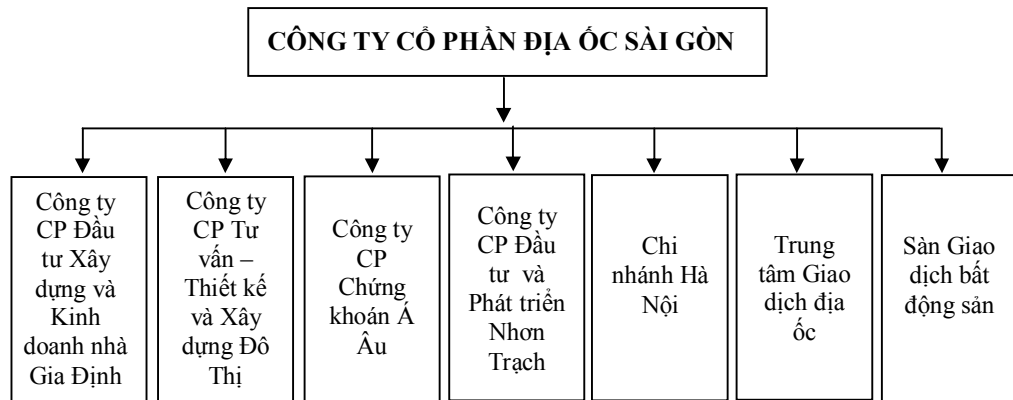 CÔNG TY CỔ PHẦN ĐỊA ỐC SÀI GÒN
Công ty
CP Đầu
tư Xây
dựng và
Kinh
doanh nhà
Gia Định
Công ty
CP Tư
vấn –
Thiết kế
và Xây
dựng Đô
Thị
Công ty
CP
Chứng
khoán Á
Âu
Công ty
CP Đầu
tư và
Phát triển
Nhơn
Trạch
Chi
nhánh Hà
Nội
Trung
tâm Giao
dịch địa
ốc
Sàn Giao
dịch bất
động sản